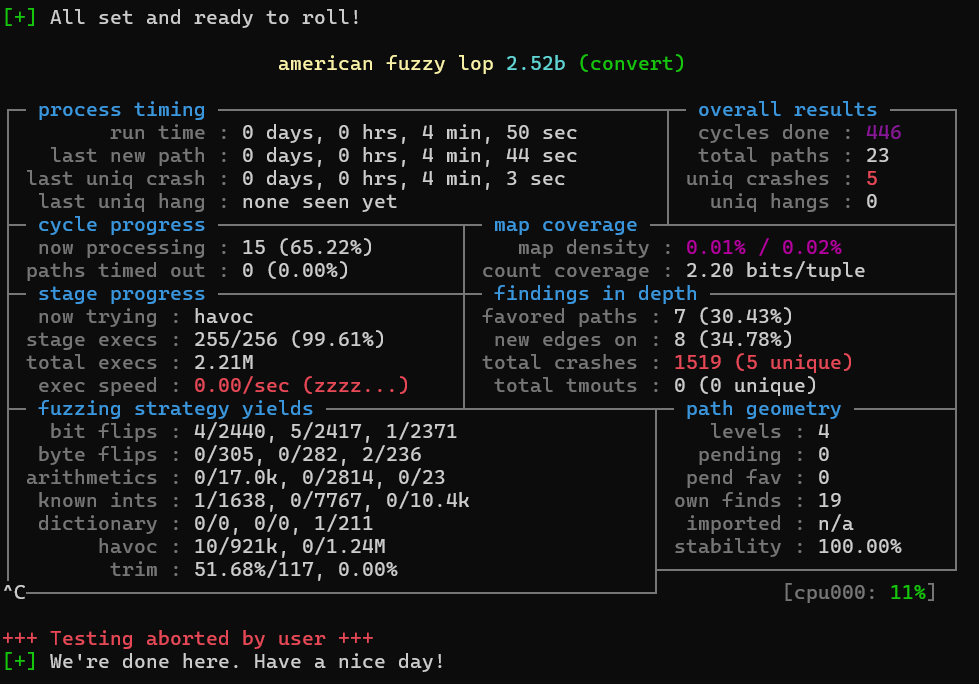 [+] All set and ready to roll!
american fuzzy lop 2.52b (convert)
process timing overall results
run time : 0 days, 0 hrs, 4 min, 50 sec cycles done : 446
last new path : 0 days, 0 hrs, 4 min, 44 sec total paths : 23
last uniq crash : 0 days, 0 hrs, 4 min, 3 sec uniq crashes : 5
last uniq hang : none seen yet uniq hangs : 0
cycle progress map coverage
now processing : 15 (65.22%) map density : 0.01% / 0.02%
paths timed out : 0 (0.00%) count coverage : 2.20 bits/tuple
stage progress findings in depth
now trying : havoc favored paths : 7 (30.43%)
stage execs : 255/256 (99.61%) new edges on : 8 (34.78%)
total execs : 2.21M total crashes : 1519 (5 unique)
exec speed : 0.00/sec (zzzz...) total tmouts : 0 (0 unique)
fuzzing strategy yields path geometry
bit flips : 4/2440, 5/2417, 1/2371 levels : 4
byte flips : 0/305, 0/282, 2/236 pending : 0
arithmetics : 0/17.0k, 0/2814, 0/23 pend fav : 0
known ints : 1/1638, 0/7767, 0/10.4k own finds : 19
dictionary : 0/0, 0/0, 1/211 imported : n/a
havoc : 10/921k, 0/1.24M stability : 100.00%
trim : 51.68%/117, 0.00%
^C [cpu000: 11%]
+++ Testing aborted by user +++
[+] We're done here. Have a nice day!